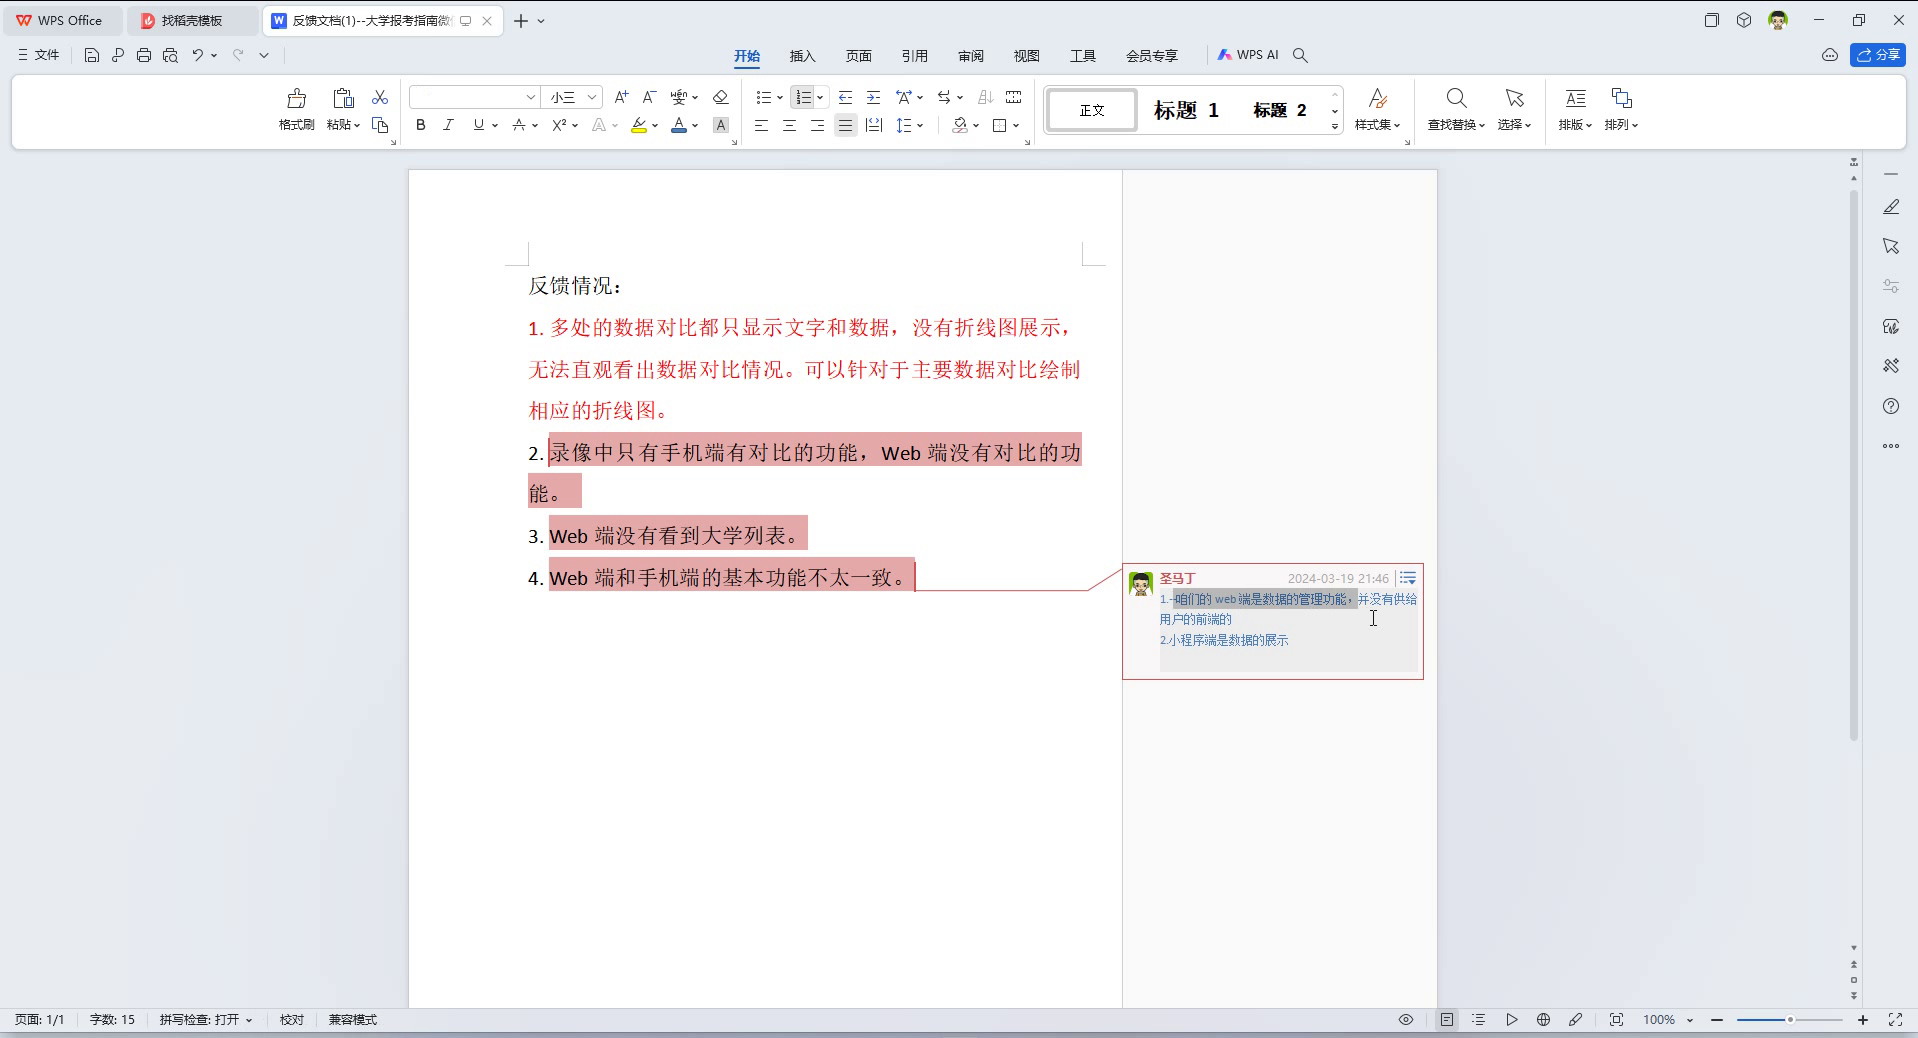 WPS Office
找稻壳模板
反馈文档(1)--大学报考指南微
文件
开始
插入
页面
引用
审阅
视图
工具
会员专享
WPS AI
分享
格式刷
粘贴
小三
正文
标题 1
标题 2
样式集
查找替换
选择
排版
排列
反馈情况：
1. 多处的数据对比都只显示文字和数据，没有折线图展示，
无法直观看出数据对比情况。可以针对于主要数据对比绘制
相应的折线图。
2. 录像中只有手机端有对比的功能，Web 端没有对比的功
能。
3. Web 端没有看到大学列表。
4. Web 端和手机端的基本功能不太一致。
圣马丁
2024-03-19 21:46
1.--咱们的 web 端是数据的管理功能，并没有供给
用户的前端的
2.小程序端是数据的展示
页面: 1/1
字数: 15
拼写检查: 打开
校对
兼容模式
100%